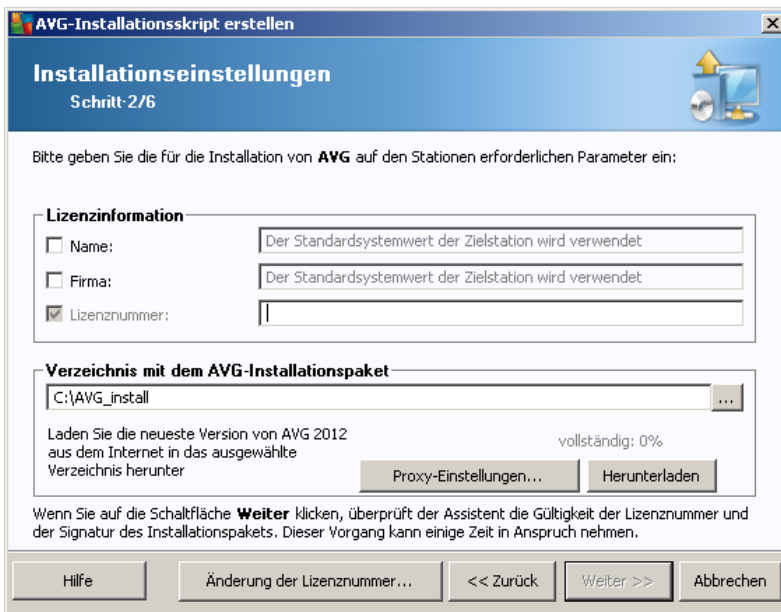 AVG-Installationsskript erstellen
Installationseinstellungen
Schritt-2/6
Bitte geben Sie die für die Installation von AVG auf den Stationen erforderlichen Parameter ein:
Lizenzinformation
Name:
Der Standardsystemwert der Zielstation wird verwendet
Firma:
Der Standardsystemwert der Zielstation wird verwendet
Lizenznummer:
Verzeichnis mit dem AVG-Installationspaket
C:\AVG_install
...
Laden Sie die neueste Version von AVG 2012
aus dem Internet in das ausgewählte
Verzeichnis herunter
vollständig: 0%
Proxy-Einstellungen...
Herunterladen
Wenn Sie auf die Schaltfläche Weiter klicken, überprüft der Assistent die Gültigkeit der Lizenznummer und
der Signatur des Installationspakets. Dieser Vorgang kann einige Zeit in Anspruch nehmen.
Hilfe
Änderung der Lizenznummer...
<< Zurück
Weiter >>
Abbrechen